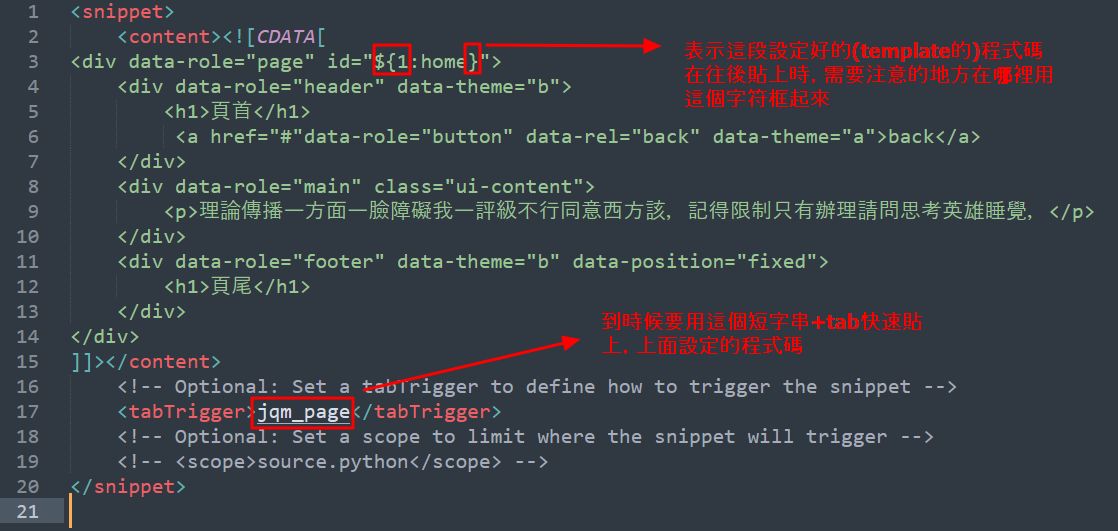 1 <snippet>
2 <content><![CDATA[
3 <div data-role="page" id="${1:home}">
4 <div data-role="header" data-theme="b">
5 <h1>頁首</h1>
6 <a href="#"data-role="button" data-rel="back" data-theme="a">back</a>
7 </div>
8 <div data-role="main" class="ui-content">
9 <p>理論傳播一方面一臉障礙我一評級不行同意西方該, 記得限制只有辦理請問思考英雄睡覺, </p>
10 </div>
11 <div data-role="footer" data-theme="b" data-position="fixed">
12 <h1>頁尾</h1>
13 </div>
14 </div>
15 ]]></content>
16 <!-- Optional: Set a tabTrigger to define how to trigger the snippet -->
17 <tabTrigger>jqm_page</tabTrigger>
18 <!-- Optional: Set a scope to limit where the snippet will trigger -->
19 <!-- <scope>source.python</scope> -->
20 </snippet>
21
表示這段設定好的(template的)程式碼
在往後貼上時, 需要注意的地方在哪裡用
這個字符框起來
到時候要用這個短字串+tab快速貼
上, 上面設定的程式碼